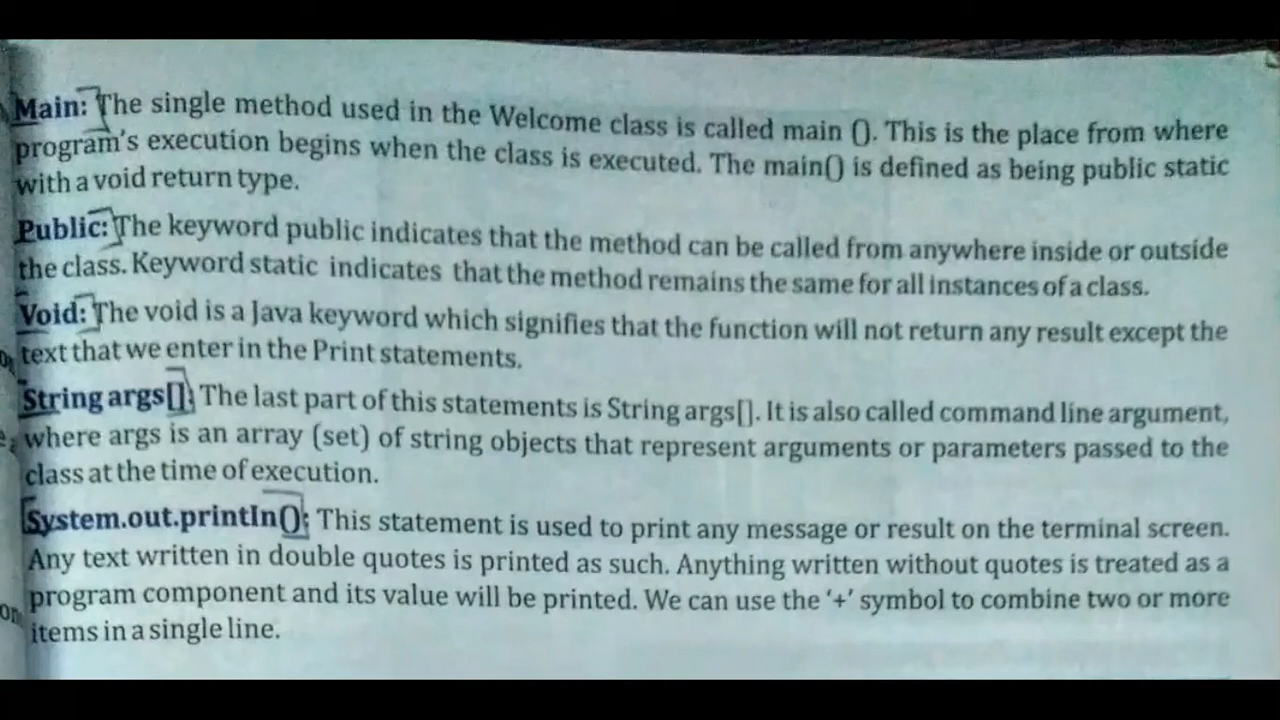 Main: The single method used in the Welcome class is called main (). This is the place from where
program's execution begins when the class is executed. The main() is defined as being public static
with a void return type.
Public: The keyword public indicates that the method can be called from anywhere inside or outside
the class. Keyword static indicates that the method remains the same for all instances of a class.
Void: The void is a Java keyword which signifies that the function will not return any result except the
text that we enter in the Print statements.
String args[]: The last part of this statements is String args[]. It is also called command line argument,
where args is an array (set) of string objects that represent arguments or parameters passed to the
class at the time of execution.
System.out.println(): This statement is used to print any message or result on the terminal screen.
Any text written in double quotes is printed as such. Anything written without quotes is treated as a
program component and its value will be printed. We can use the '+' symbol to combine two or more
items in a single line.